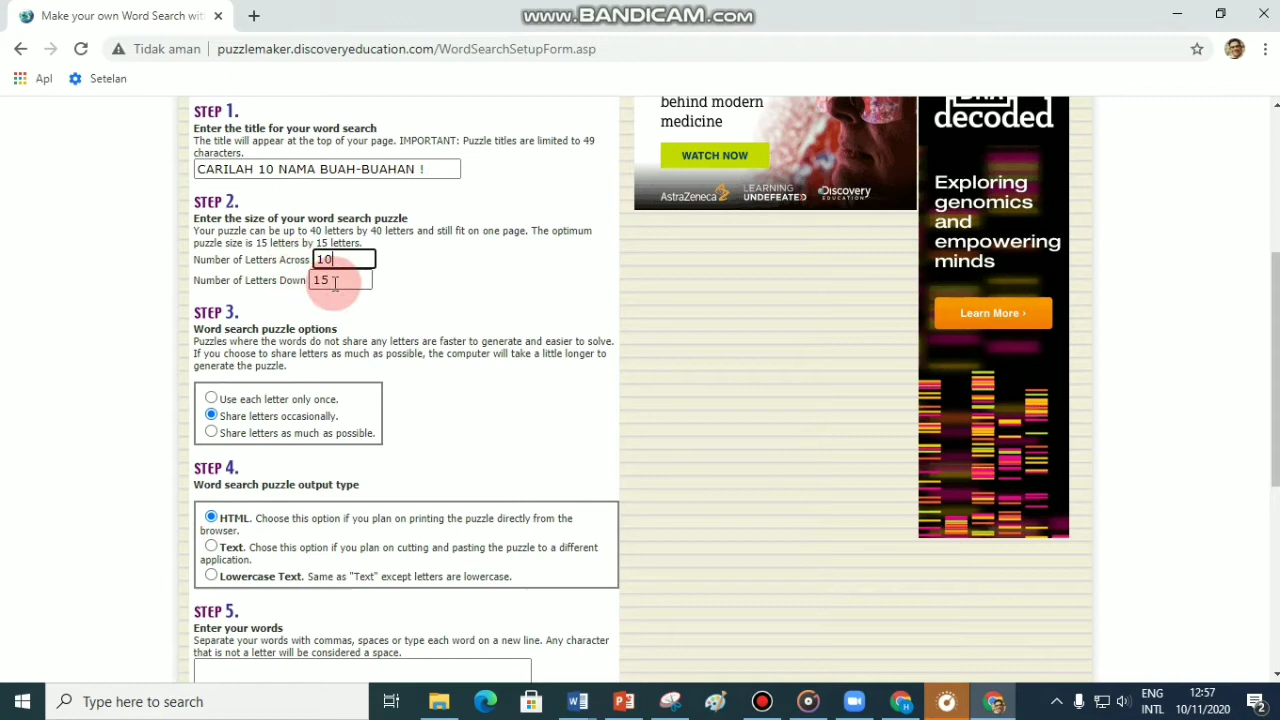 Make your own Word Search with
www.BANDICAM.com
Tidak aman
puzzlemaker.discoveryeducation.com/WordSearchSetupForm.asp
Apl
Setelan
STEP 1.
Enter the title for your word search
The title will appear at the top of your page. IMPORTANT: Puzzle titles are limited to 49
characters.
CARILAH 10 NAMA BUAH-BUAHAN !
STEP 2.
Enter the size of your word search puzzle
Your puzzle can be up to 40 letters by 40 letters and still fit on one page. The optimum
puzzle size is 15 letters by 15 letters.
Number of Letters Across 10
Number of Letters Down 15
STEP 3.
Word search puzzle options
Puzzles where the words do not share any letters are faster to generate and easier to solve.
If you choose to share letters as much as possible, the computer will take a little longer to
generate the puzzle.
Use each letter only once.
Share letters occasionally.
Share letters as much as possible.
STEP 4.
Word search puzzle output type
HTML. Choose this option if you plan on printing the puzzle directly from the
browser.
Text. Chose this option if you plan on cutting and pasting the puzzle to a different
application.
Lowercase Text. Same as "Text" except letters are lowercase.
STEP 5.
Enter your words
Separate your words with commas, spaces or type each word on a new line. Any character
that is not a letter will be considered a space.
behind modern
medicine
WATCH NOW
AstraZeneca
LEARNING
UNDEFEATED
Discovery
EDUCATION
decoded
Exploring
genomics
and
empowering
minds
Learn More ›
Type here to search
ENG
INTL
12:57
10/11/2020
2